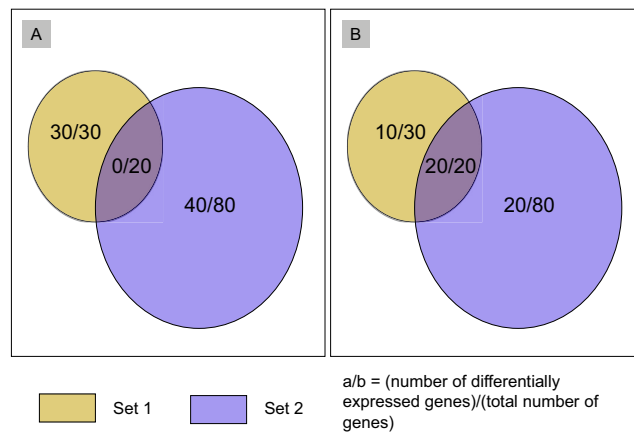 A
30/30
0/20
40/80
B
10/30
20/20
20/80
Set 1
Set 2
a/b = (number of differentially
expressed genes)/(total number of
genes)